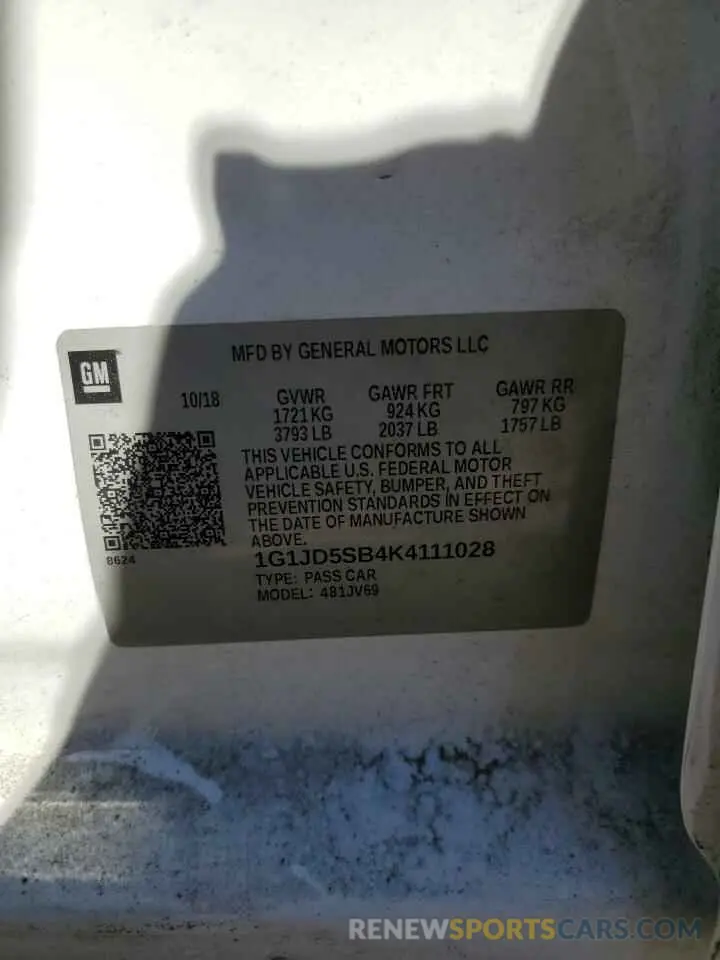 MFD BY GENERAL MOTORS LLC
GM
10/18
GVWR
1721 KG
3793 LB
GAWR FRT
924 KG
2037 LB
GAWR RR
797 KG
1757 LB
THIS VEHICLE CONFORMS TO ALL
APPLICABLE U.S. FEDERAL MOTOR
VEHICLE SAFETY, BUMPER, AND THEFT
PREVENTION STANDARDS IN EFFECT ON
THE DATE OF MANUFACTURE SHOWN
ABOVE.
8624
1G1JD5SB4K4111028
TYPE: PASS CAR
MODEL: 481JV69
RENEWSPORTSCARS.COM